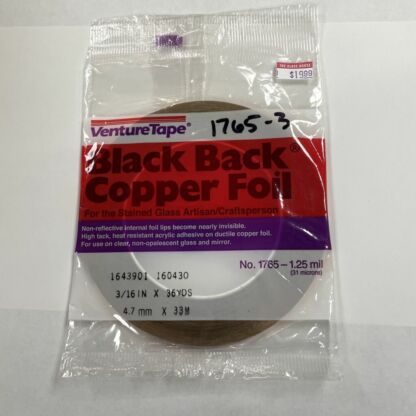 THE GLASS HOUSE
$19.99
VentureTape®
1765-3
Black Back®
Copper Foil
For the Stained Glass Artisan/Craftsperson
Non-reflective internal foil lips become nearly invisible.
High tack, heat resistant acrylic adhesive on ductile copper foil.
For use on clear, non-opalescent glass and mirror.
No. 1765 – 1.25 mil
(31 microns)
1643901 160430
3/16 IN X 36YDS
4.7 mm X 33M